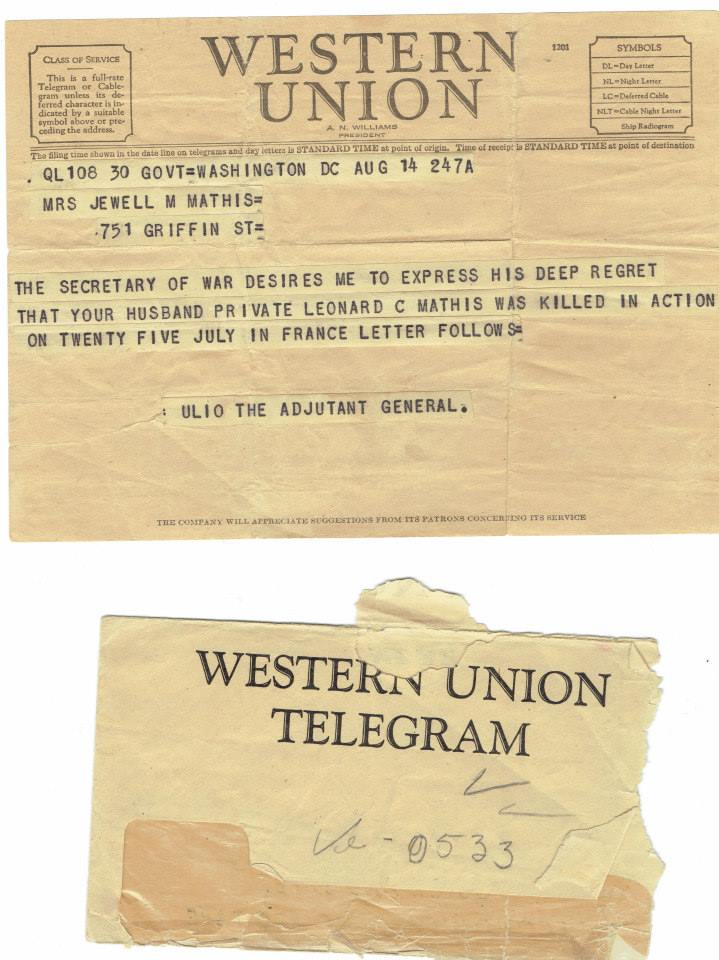 CLASS OF SERVICE
This is a full-rate
Telegram or Cable-
gram unless its de-
ferred character is in-
dicated by a suitable
symbol above or pre-
ceding the address.
WESTERN
UNION
A. N. WILLIAMS
PRESIDENT
1201
SYMBOLS
DL=Day Letter
NL=Night Letter
LC=Deferred Cable
NLT=Cable Night Letter
Ship Radiogram
The filing time shown in the date line on telegrams and day letters is STANDARD TIME at point of origin. Time of receipt is STANDARD TIME at point of destination
. QL108 30 GOVT=WASHINGTON DC AUG 14 247A
MRS JEWELL M MATHIS=
.751 GRIFFIN ST=
THE SECRETARY OF WAR DESIRES ME TO EXPRESS HIS DEEP REGRET
THAT YOUR HUSBAND PRIVATE LEONARD C MATHIS WAS KILLED IN ACTION
ON TWENTY FIVE JULY IN FRANCE LETTER FOLLOWS=
: ULIO THE ADJUTANT GENERAL.
THE COMPANY WILL APPRECIATE SUGGESTIONS FROM ITS PATRONS CONCERNING ITS SERVICE
WESTERN UNION
TELEGRAM
0533